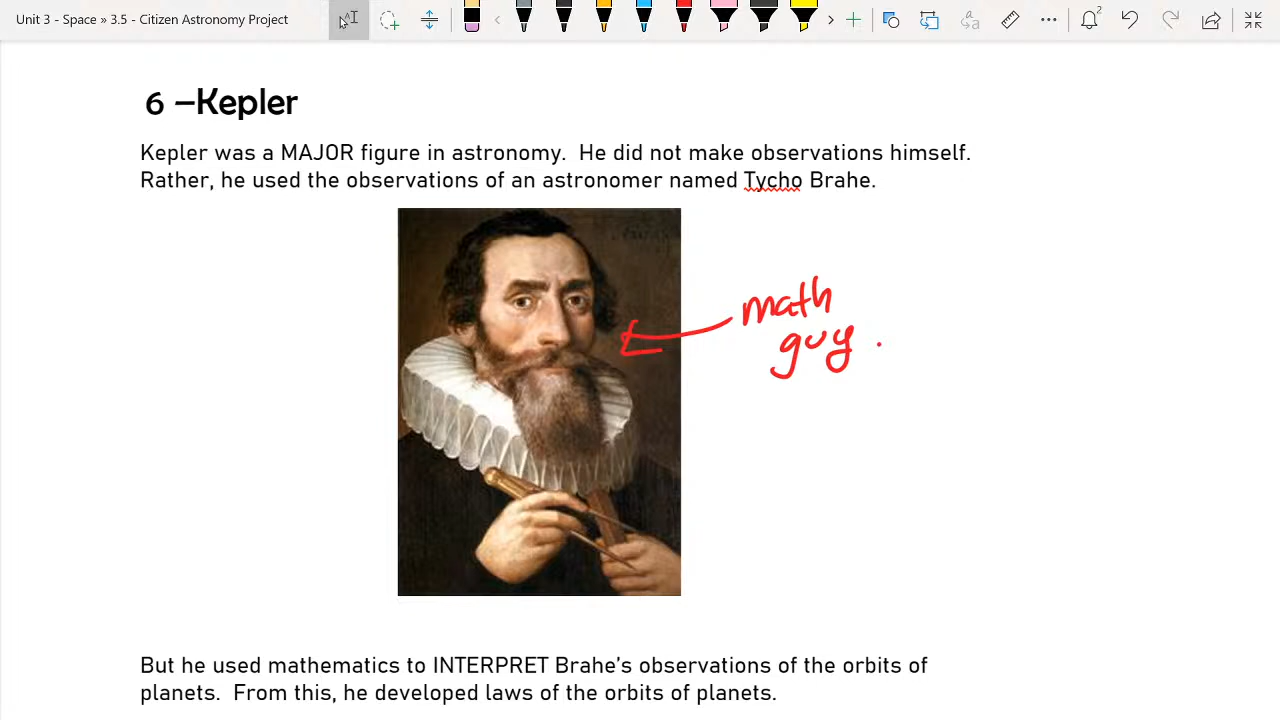 Unit 3 - Space » 3.5 - Citizen Astronomy Project
2
6 –Kepler
Kepler was a MAJOR figure in astronomy.  He did not make observations himself.
Rather, he used the observations of an astronomer named Tycho Brahe.
math
guy.
But he used mathematics to INTERPRET Brahe's observations of the orbits of
planets.  From this, he developed laws of the orbits of planets.